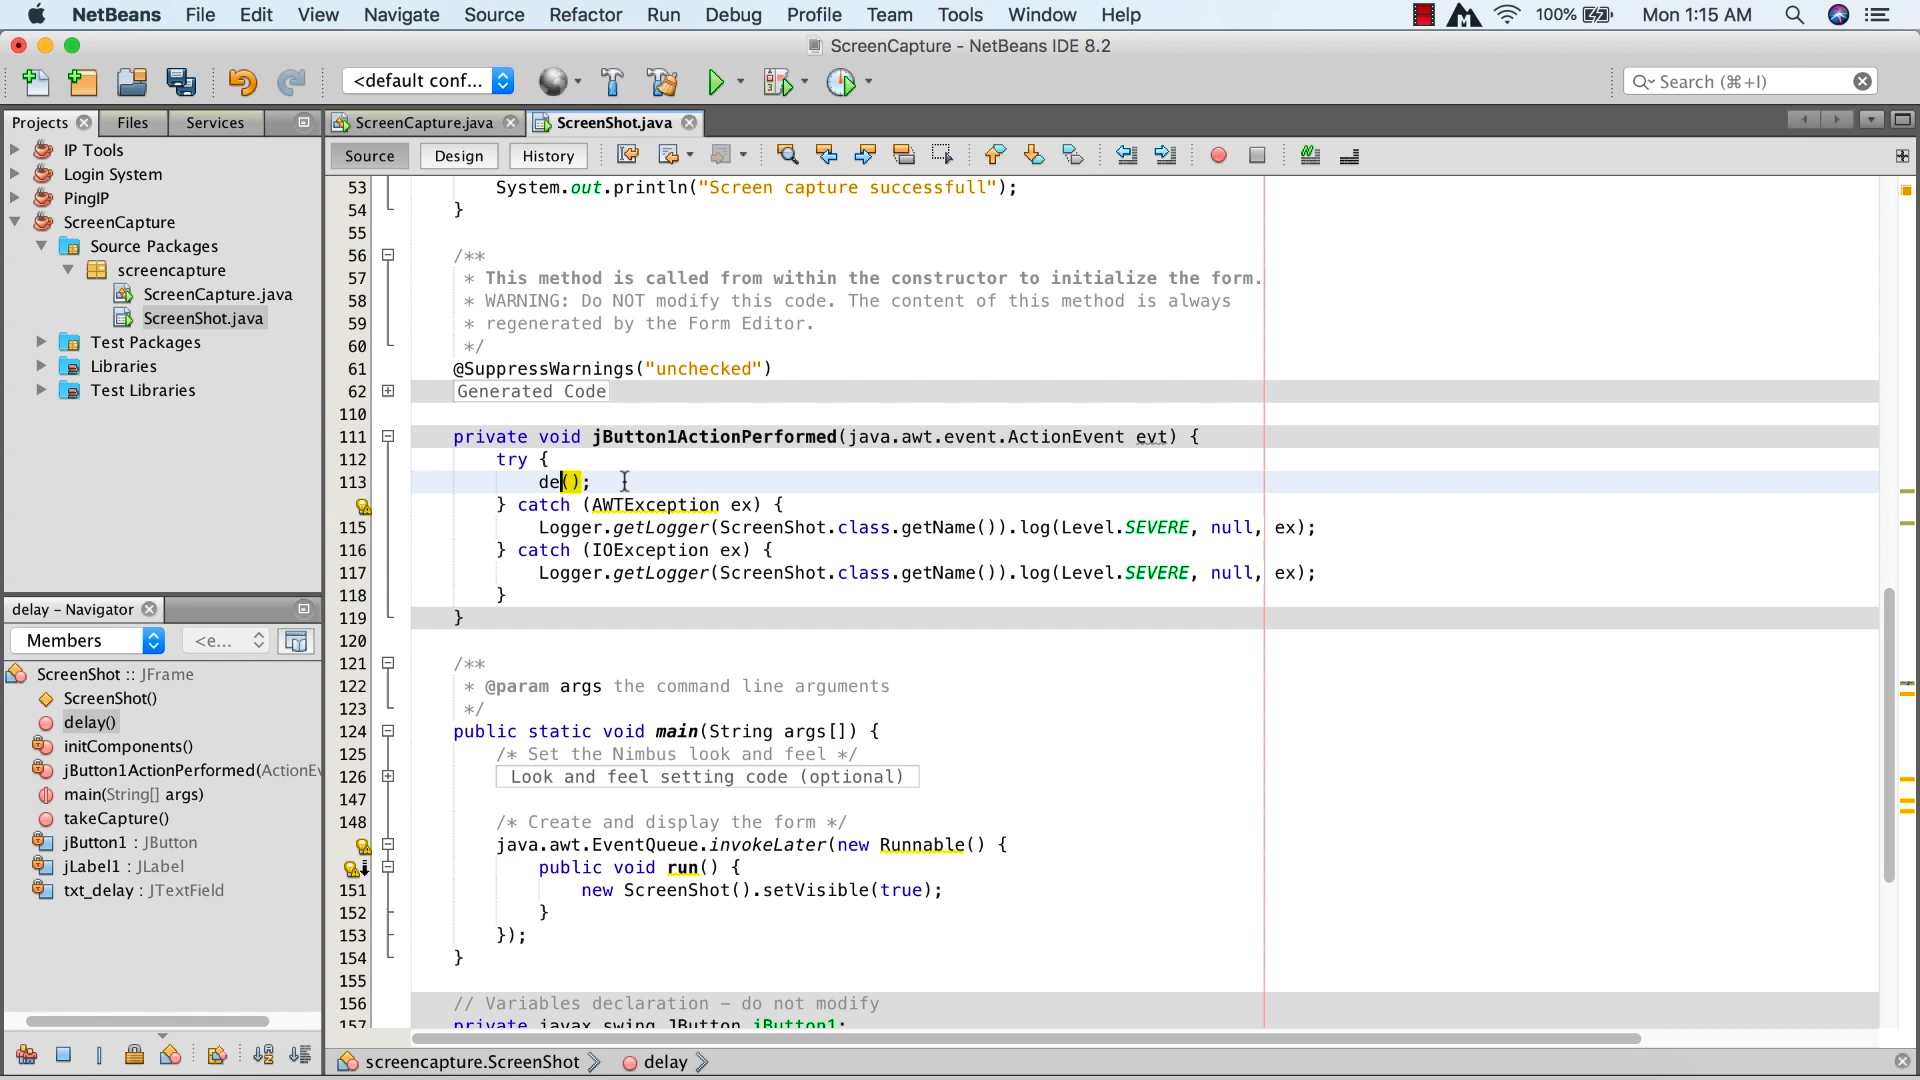 NetBeans File Edit View Navigate Source Refactor Run Debug Profile Team Tools Window Help 100% Mon 1:15 AM
ScreenCapture - NetBeans IDE 8.2
<default conf... Search (⌘+I)
Projects Files Services ScreenCapture.java ScreenShot.java
Source Design History
IP Tools
Login System
PingIP
ScreenCapture
Source Packages
screencapture
ScreenCapture.java
ScreenShot.java
Test Packages
Libraries
Test Libraries
delay – Navigator
Members <e...
ScreenShot :: JFrame
ScreenShot()
delay()
initComponents()
jButton1ActionPerformed(ActionEv
main(String[] args)
takeCapture()
jButton1 : JButton
jLabel1 : JLabel
txt_delay : JTextField
53 System.out.println("Screen capture successfull");
54 }
55
56 /**
57 * This method is called from within the constructor to initialize the form.
58 * WARNING: Do NOT modify this code. The content of this method is always
59 * regenerated by the Form Editor.
60 */
61 @SuppressWarnings("unchecked")
62 Generated Code
110
111 private void jButton1ActionPerformed(java.awt.event.ActionEvent evt) {
112 try {
113 de();
} catch (AWTException ex) {
115 Logger.getLogger(ScreenShot.class.getName()).log(Level.SEVERE, null, ex);
116 } catch (IOException ex) {
117 Logger.getLogger(ScreenShot.class.getName()).log(Level.SEVERE, null, ex);
118 }
119 }
120
121 /**
122 * @param args the command line arguments
123 */
124 public static void main(String args[]) {
125 /* Set the Nimbus look and feel */
126 Look and feel setting code (optional)
147
148 /* Create and display the form */
java.awt.EventQueue.invokeLater(new Runnable() {
public void run() {
151 new ScreenShot().setVisible(true);
152 }
153 });
154 }
155
156 // Variables declaration – do not modify
157 private javax.swing.JButton jButton1;
screencapture.ScreenShot delay